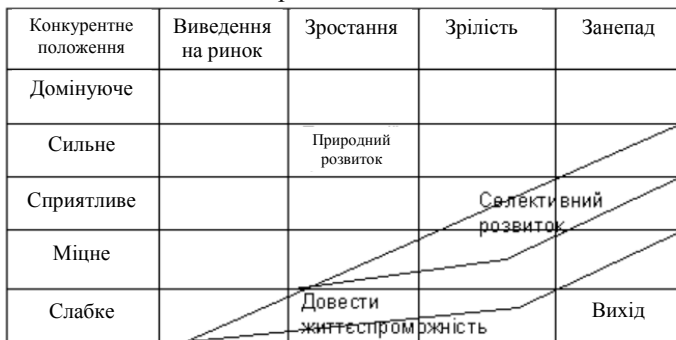 Конкурентне положення Виведення на ринок Зростання Зрілість Занепад
Домінуюче
Сильне Природний розвиток
Сприятливе Селективний розвиток
Міцне
Слабке Довести життєспроможність Вихід